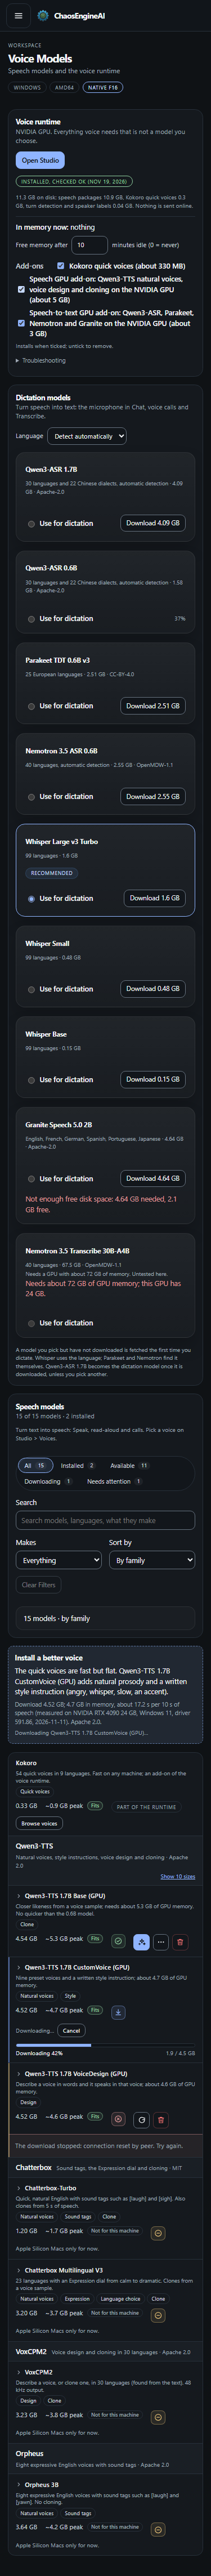 ChaosEngineAI
WORKSPACE
Voice Models
Speech models and the voice runtime
WINDOWS AMD64 NATIVE F16
Voice runtime
NVIDIA GPU. Everything voice needs that is not a model you
choose.
Open Studio
INSTALLED, CHECKED OK (NOV 19, 2026)
11.3 GB on disk: speech packages 10.9 GB, Kokoro quick voices 0.3
GB, turn detection and speaker labels 0.04 GB. Nothing is sent online.
In memory now: nothing
Free memory after 10 minutes idle (0 = never)
Add-ons Kokoro quick voices (about 330 MB)
Speech GPU add-on: Qwen-TTS natural voices,
voice design and cloning on the NVIDIA GPU
(about 5 GB)
Speech-to-text GPU add-on: Qwen3-ASR, Parakeet,
Nemotron and Granite on the NVIDIA GPU (about
3 GB)
Installs when ticked; untick to remove.
Troubleshooting
Dictation models
Turn speech into text: the microphone in Chat, voice calls and
Transcribe.
Language Detect automatically
Qwen3-ASR 1.7B
30 languages and 22 Chinese dialects, automatic detection · 4.09
GB · Apache-2.0
Use for dictation Download 4.09 GB
Qwen3-ASR 0.6B
30 languages and 22 Chinese dialects, automatic detection · 1.58
GB · Apache-2.0
Use for dictation 37%
Parakeet TDT 0.6B v3
25 European languages · 2.51 GB · CC-BY-4.0
Use for dictation Download 2.51 GB
Nemotron 3.5 ASR 0.6B
40 languages, automatic detection · 2.55 GB · OpenMDW-1.1
Use for dictation Download 2.55 GB
Whisper Large v3 Turbo
99 languages · 1.6 GB
RECOMMENDED
Use for dictation Download 1.6 GB
Whisper Small
99 languages · 0.48 GB
Use for dictation Download 0.48 GB
Whisper Base
99 languages · 0.15 GB
Use for dictation Download 0.15 GB
Granite Speech 5.0 2B
English, French, German, Spanish, Portuguese, Japanese · 4.64 GB
· Apache-2.0
Use for dictation Download 4.64 GB
Not enough free disk space: 4.64 GB needed, 2.1
GB free.
Nemotron 3.5 Transcribe 30B-A4B
40 languages · 67.5 GB · OpenMDW-1.1
Needs a GPU with about 72 GB of memory. Untested here.
Needs about 72 GB of GPU memory; this GPU has
24 GB.
Use for dictation
A model you pick but have not downloaded is fetched the first time you
dictate. Whisper uses the language; Parakeet and Nemotron find it
themselves. Qwen3-ASR 1.7B becomes the dictation model once it is
downloaded, unless you pick another.
Speech models
15 of 15 models · 2 installed
Turn text into speech: Speak, read-aloud and calls. Pick a voice on
Studio > Voices.
All 15 Installed 2 Available 11
Downloading 1 Needs attention 1
Search
Search models, languages, what they make
Makes Sort by
Everything By family
Clear Filters
15 models · by family
Install a better voice
The quick voices are fast but flat. Qwen3-TTS 1.7B
CustomVoice (GPU) adds natural prosody and a written
style instruction (angry, whisper, slow, an accent).
Download 4.52 GB; 4.7 GB in memory, about 17.2 s per 10 s of
speech (measured on NVIDIA RTX 4090 24 GB, Windows 11, driver
591.86, 2026-11-11), Apache 2.0.
Downloading Qwen3-TTS 1.7B CustomVoice (GPU)...
Kokoro
54 quick voices in 9 languages. Fast on any machine; an add-on of the
voice runtime.
Quick voices
0.33 GB ~0.9 GB peak Fits PART OF THE RUNTIME
Browse voices
Qwen3-TTS
Natural voices, style instructions, voice design and cloning · Apache
2.0
Show 10 sizes
Qwen3-TTS 1.7B Base (GPU)
Closer likeness from a voice sample; needs about 5.3 GB of GPU memory.
No quicker than the 0.6B model.
Clone
4.54 GB ~5.3 GB peak Fits
Qwen3-TTS 1.7B CustomVoice (GPU)
Nine preset voices and a written style instruction; about 4.7 GB of GPU
memory.
Natural voices Style
4.52 GB ~4.7 GB peak Fits
Downloading... Cancel
Downloading 42% 1.9 / 4.5 GB
Qwen3-TTS 1.7B VoiceDesign (GPU)
Describe a voice in words and it speaks in that voice; about 4.6 GB of GPU
memory.
Design
4.52 GB ~4.6 GB peak Fits
The download stopped: connection reset by peer. Try again.
Chatterbox Sound tags, the Expression dial and cloning · MIT
Chatterbox-Turbo
Quick, natural English with sound tags such as [laugh] and [sigh]. Also
clones from 5 s of speech.
Natural voices Sound tags Clone
1.20 GB ~1.7 GB peak Not for this machine
Apple Silicon Macs only for now.
Chatterbox Multilingual V3
23 languages with an Expression dial from calm to dramatic. Clones from
a voice sample.
Natural voices Expression Language choice Clone
3.20 GB ~3.7 GB peak Not for this machine
Apple Silicon Macs only for now.
VoxCPM2 Voice design and cloning in 30 languages · Apache 2.0
VoxCPM2
Describe a voice, or clone one, in 30 languages (found from the text). 48
kHz output.
Design Clone
3.23 GB ~3.8 GB peak Not for this machine
Apple Silicon Macs only for now.
Orpheus
Eight expressive English voices with sound tags · Apache 2.0
Orpheus 3B
Eight expressive English voices with sound tags such as [laugh] and
[yawn]. No cloning.
Natural voices Sound tags
3.64 GB ~4.2 GB peak Not for this machine
Apple Silicon Macs only for now.